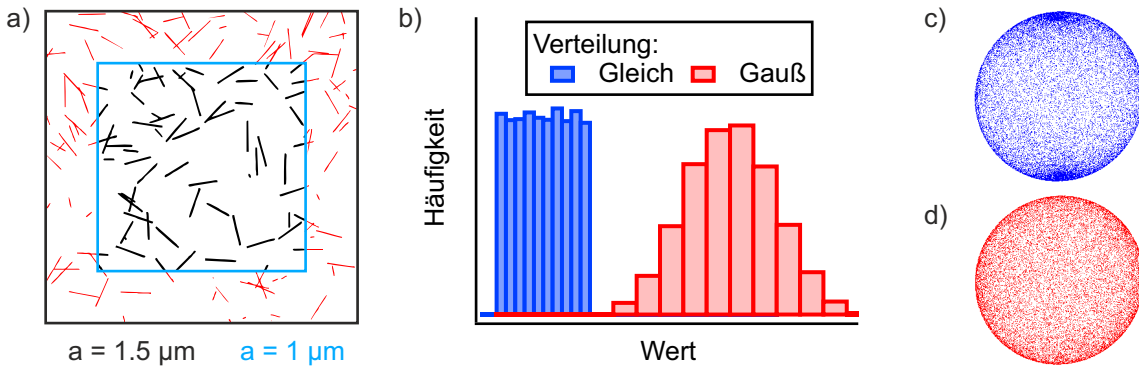 a)
a = 1.5 µm
a = 1 µm
b)
Verteilung:
Gleich
Gauß
Häufigkeit
Wert
c)
d)